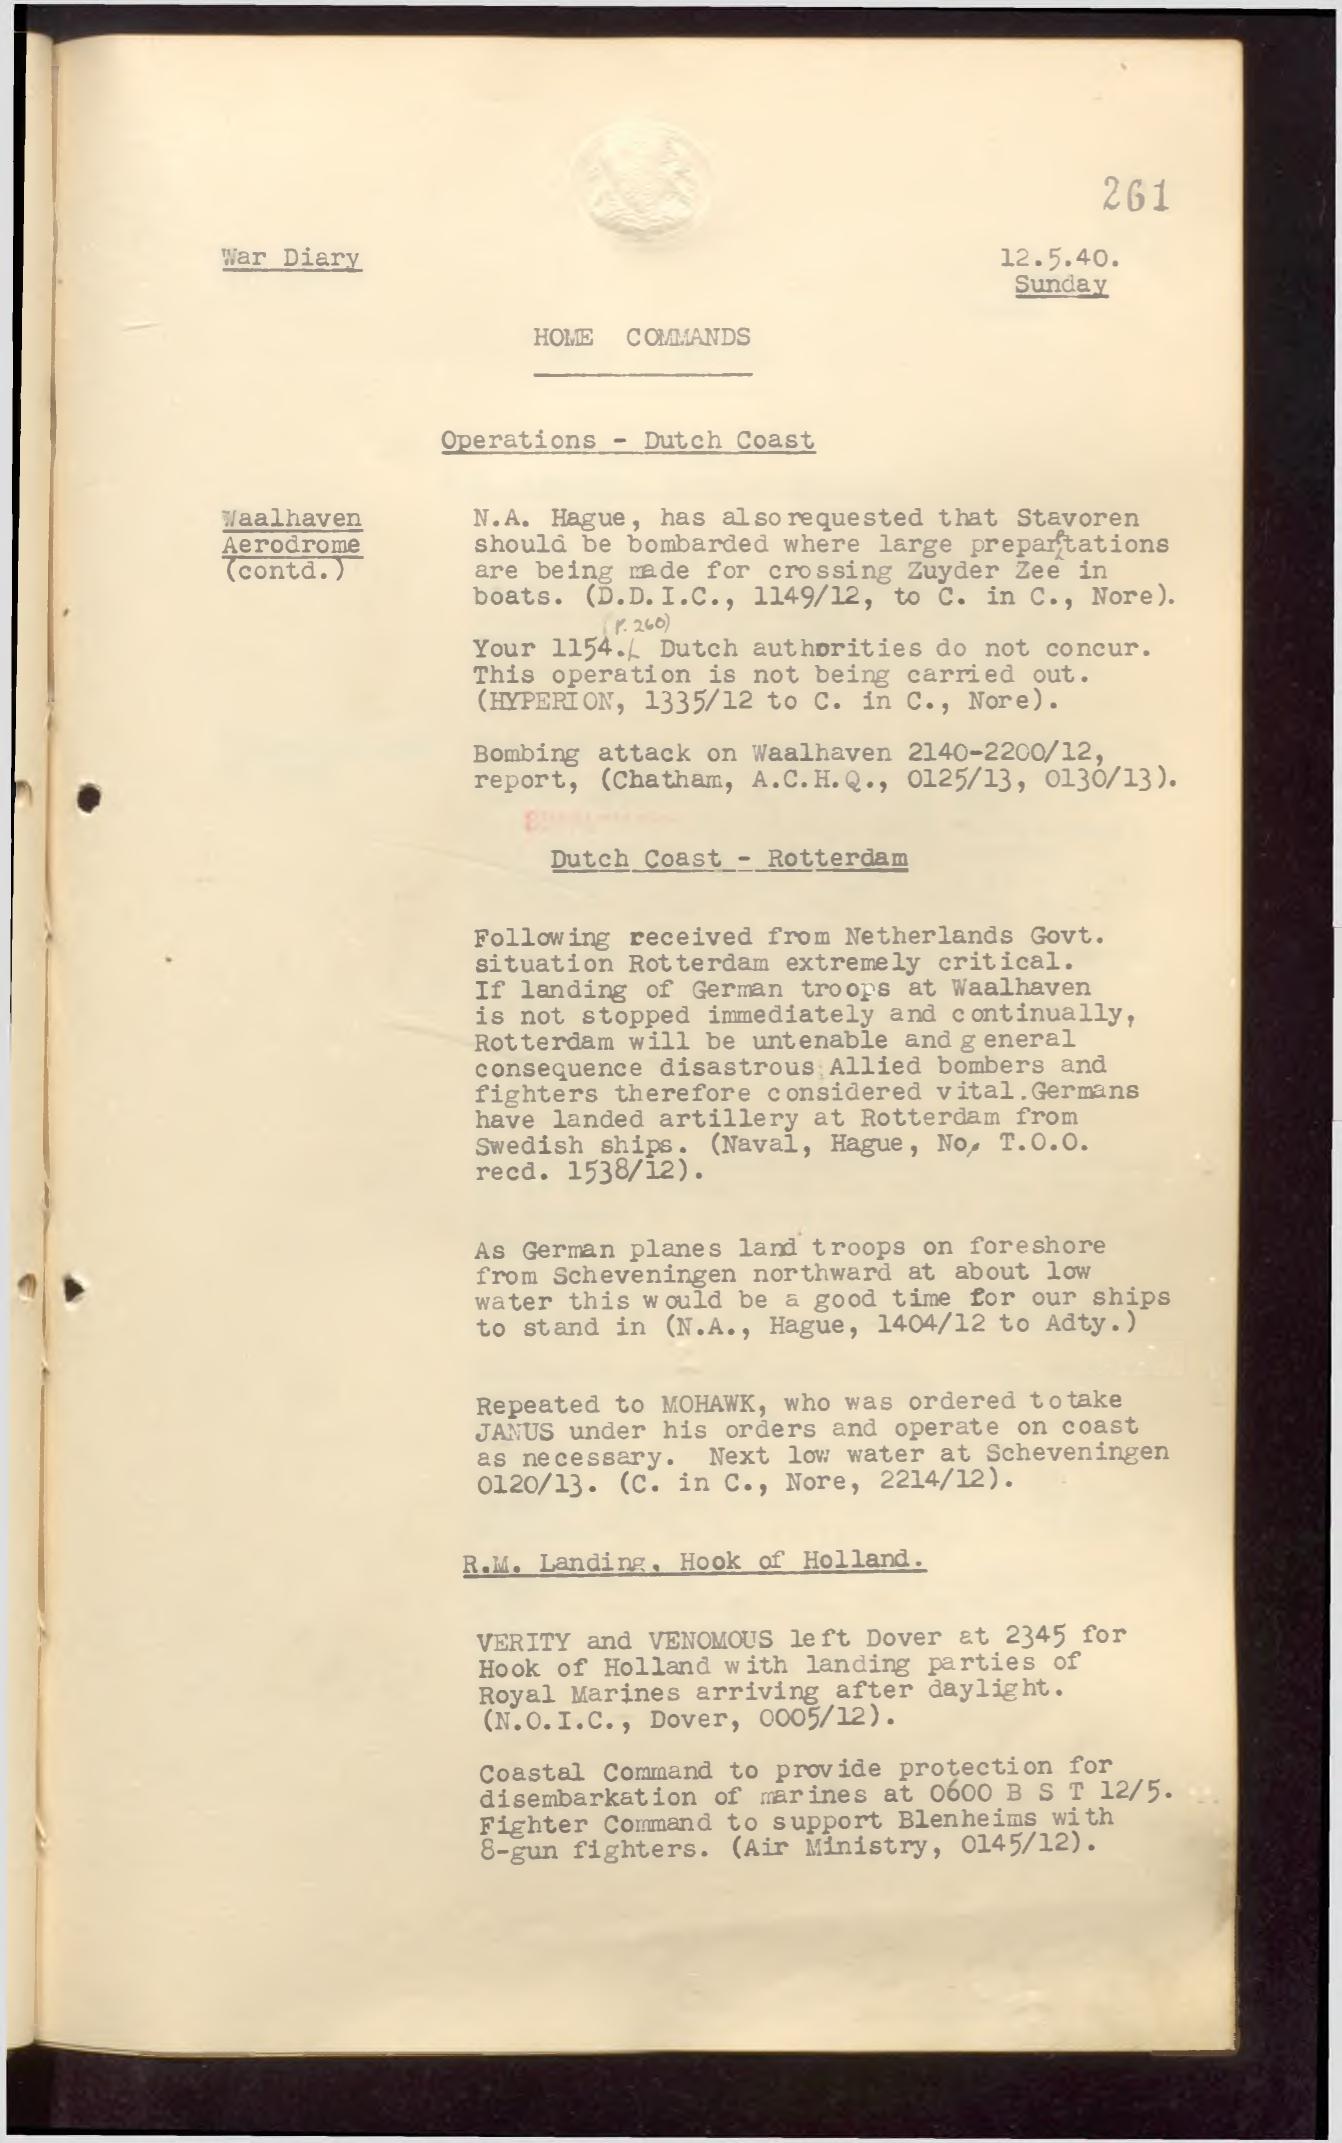 261
War Diary
12.5.40.
Sunday
HOME COMMANDS
Operations - Dutch Coast
Waalhaven
Aerodrome
(contd.)
N.A. Hague, has also requested that Stavoren
should be bombarded where large prepartations
are being made for crossing Zuyder Zee in
boats. (D.D.I.C., 1149/12, to C. in C., Nore).
(P. 260)
Your 1154. Dutch authorities do not concur.
This operation is not being carried out.
(HYPERION, 1335/12 to C. in C., Nore).
Bombing attack on Waalhaven 2140-2200/12,
report, (Chatham, A.C.H.Q., 0125/13, 0130/13).
Dutch Coast - Rotterdam
Following received from Netherlands Govt.
situation Rotterdam extremely critical.
If landing of German troops at Waalhaven
is not stopped immediately and continually,
Rotterdam will be untenable and general
consequence disastrous Allied bombers and
fighters therefore considered vital.Germans
have landed artillery at Rotterdam from
Swedish ships. (Naval, Hague, No, T.O.O.
recd. 1538/12).
As German planes land troops on foreshore
from Scheveningen northward at about low
water this would be a good time for our ships
to stand in (N.A., Hague, 1404/12 to Adty.)
Repeated to MOHAWK, who was ordered to take
JANUS under his orders and operate on coast
as necessary. Next low water at Scheveningen
0120/13. (C. in C., Nore, 2214/12).
R.M. Landing, Hook of Holland.
VERITY and VENOMOUS left Dover at 2345 for
Hook of Holland with landing parties of
Royal Marines arriving after daylight.
(N.O.I.C., Dover, 0005/12).
Coastal Command to provide protection for
disembarkation of marines at 0600 B S T 12/5.
Fighter Command to support Blenheims with
8-gun fighters. (Air Ministry, 0145/12).